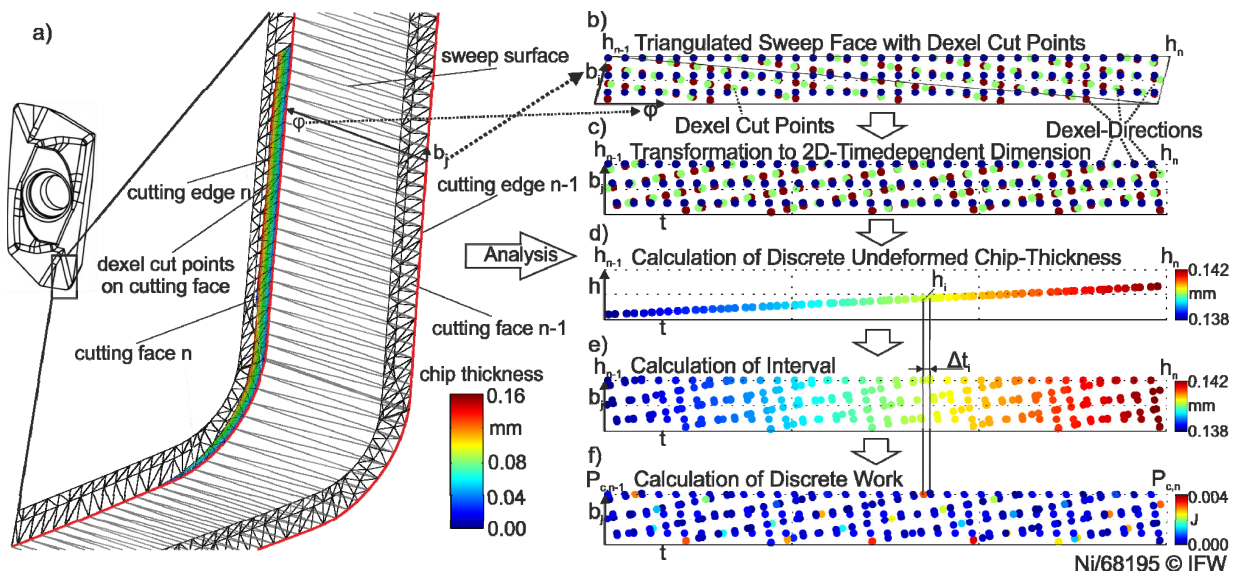 a)
sweep surface
φ
b_j
cutting edge n
cutting edge n-1
dexel cut points
on cutting face
cutting face n-1
cutting face n
chip thickness
0.16
mm
0.08
0.04
0.00
Analysis
b)
h_n-1 Triangulated Sweep Face with Dexel Cut Points h_n
b_j
φ
Dexel Cut Points
Dexel-Directions
c)
h_n-1 Transformation to 2D-Timedependent Dimension h_n
b_j
t
d)
h_n-1 Calculation of Discrete Undeformed Chip-Thickness h_n
h
h_i
t
0.142
mm
0.138
e)
h_n-1 Calculation of Interval h_n
Δt_i
b_j
t
0.142
mm
0.138
f)
P_c,n-1 Calculation of Discrete Work P_c,n
b_j
t
0.004
J
0.000
Ni/68195 © IFW